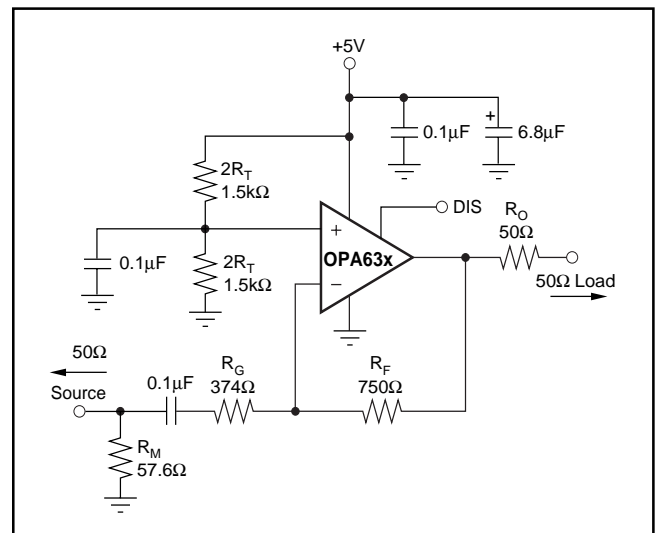 +5V
0.1µF
6.8µF
+
2R_T
1.5kΩ
DIS
+
OPA63x
−
R_O
50Ω
0.1µF
2R_T
1.5kΩ
50Ω Load
50Ω
Source
0.1µF
R_G
374Ω
R_F
750Ω
R_M
57.6Ω